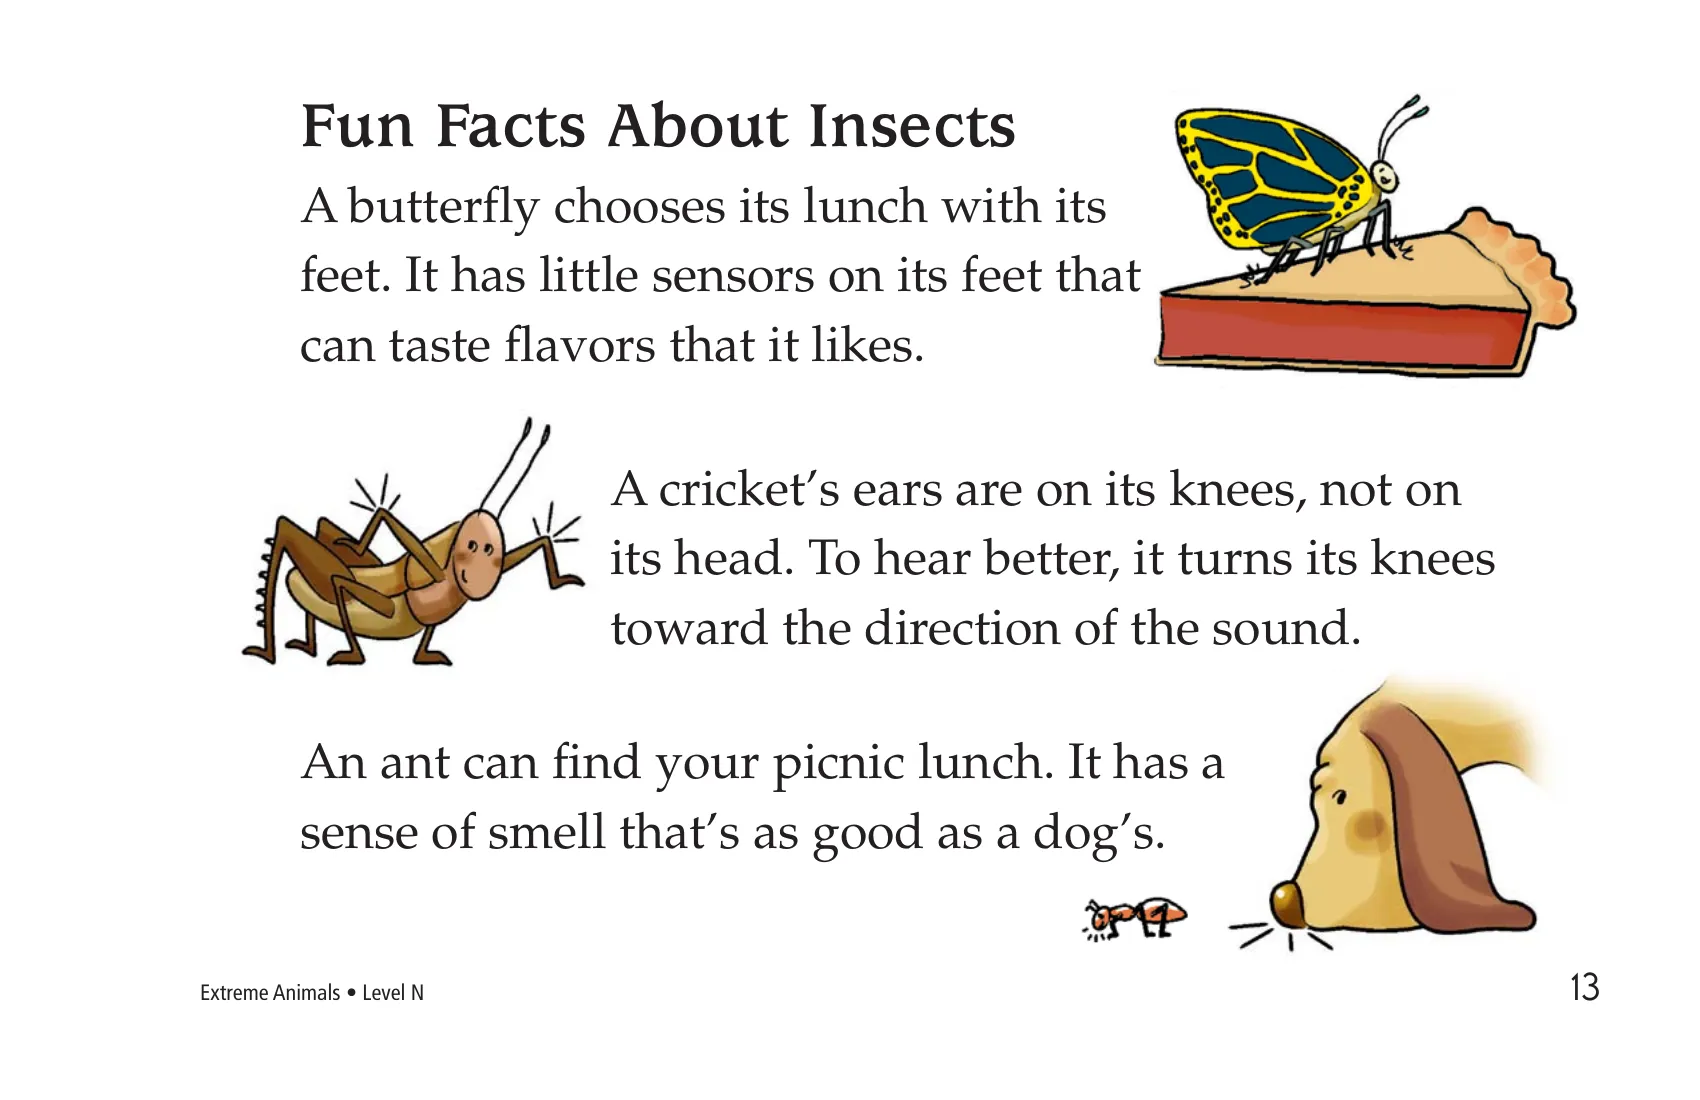 Fun Facts About Insects
A butterfly chooses its lunch with its
feet. It has little sensors on its feet that
can taste flavors that it likes.
A cricket’s ears are on its knees, not on
its head. To hear better, it turns its knees
toward the direction of the sound.
An ant can find your picnic lunch. It has a
sense of smell that’s as good as a dog’s.
Extreme Animals • Level N
13